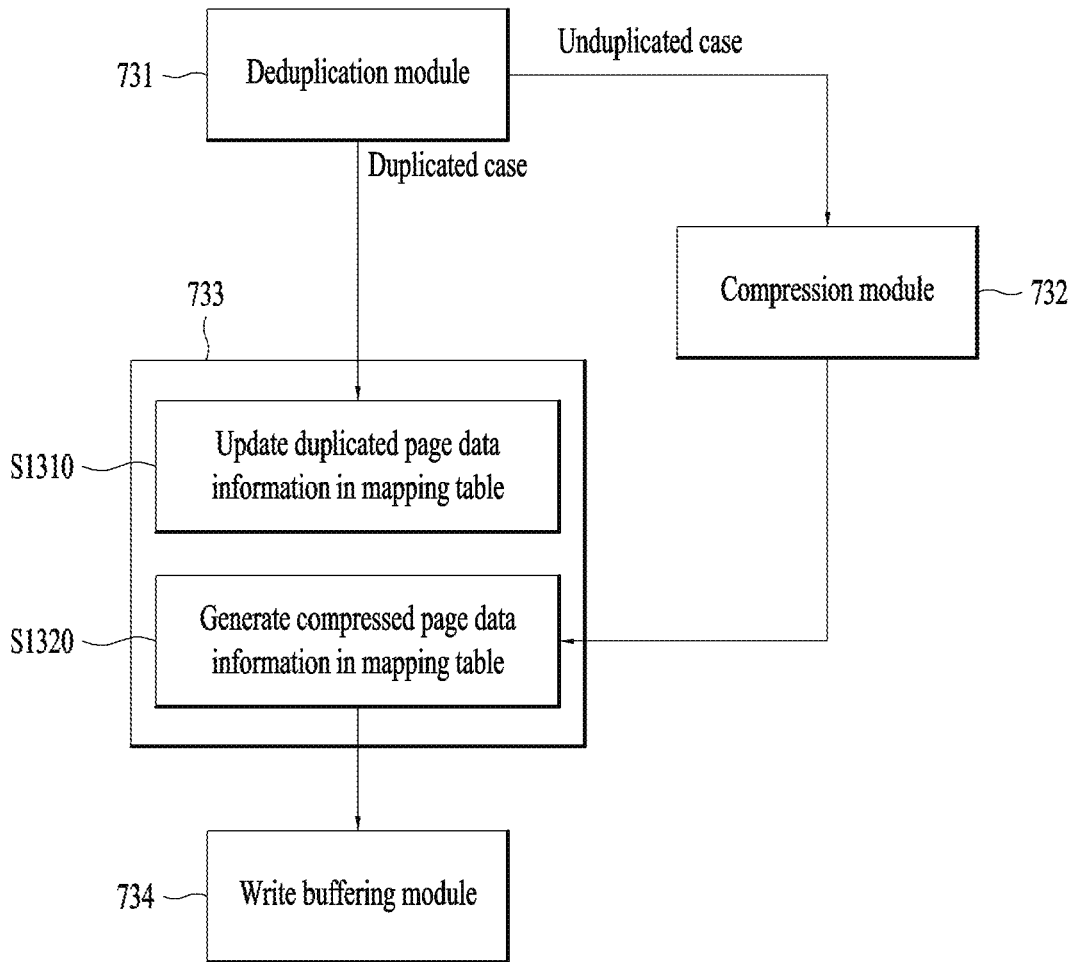 Unduplicated case
731
Deduplication module
Duplicated case
733
Compression module
732
S1310
Update duplicated page data
information in mapping table
S1320
Generate compressed page data
information in mapping table
734
Write buffering module